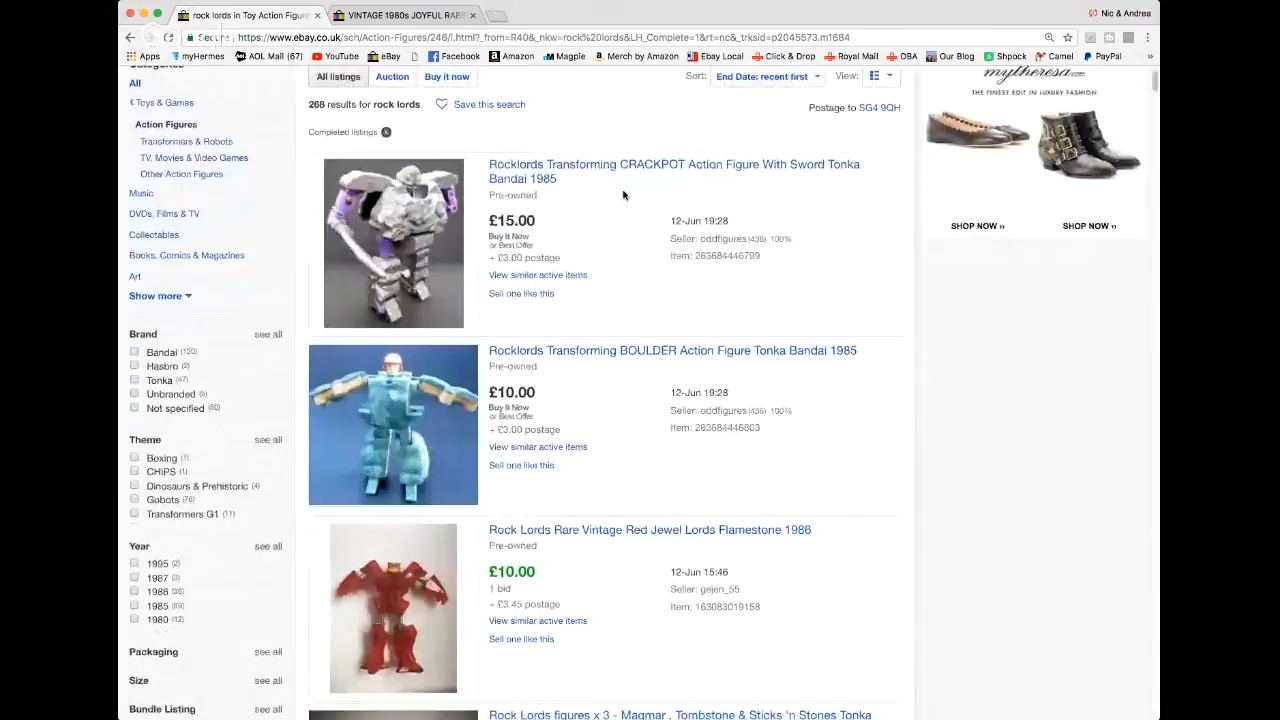 rock lords in Toy Action Figure
VINTAGE 1980s JOYFUL RABB
Nic & Andrea
Secure
https://www.ebay.co.uk/sch/Action-Figures/246/i.html?_from=R40&_nkw=rock%20lords&LH_Complete=1&rt=nc&_trksid=p2045573.m1684
Apps myHermes AOL Mail (67) YouTube eBay Facebook Amazon Magpie Merch by Amazon Ebay Local Click & Drop Royal Mail OBA Our Blog Shpock Camel PayPal
All
Toys & Games
Action Figures
Transformers & Robots
TV, Movies & Video Games
Other Action Figures
Music
DVDs, Films & TV
Collectables
Books, Comics & Magazines
Art
Show more
Brand see all
Bandai (120)
Hasbro (2)
Tonka (47)
Unbranded (5)
Not specified (50)
Theme see all
Boxing (1)
CHIPS (1)
Dinosaurs & Prehistoric (4)
Gobots (76)
Transformers G1 (11)
Year see all
1995 (2)
1987 (3)
1986 (36)
1985 (89)
1980 (12)
Packaging see all
Size see all
Bundle Listing see all
All listings Auction Buy it now
Sort: End Date: recent first View:
268 results for rock lords Save this search
Postage to SG4 9QH
Completed listings x
Rocklords Transforming CRACKPOT Action Figure With Sword Tonka
Bandai 1985
Pre-owned
£15.00
Buy It Now
or Best Offer
+ £3.00 postage
View similar active items
Sell one like this
12-Jun 19:28
Seller: oddfigures (436) 100%
Item: 263684446799
Rocklords Transforming BOULDER Action Figure Tonka Bandai 1985
Pre-owned
£10.00
Buy It Now
or Best Offer
+ £3.00 postage
View similar active items
Sell one like this
12-Jun 19:28
Seller: oddfigures (436) 100%
Item: 263684446803
Rock Lords Rare Vintage Red Jewel Lords Flamestone 1986
Pre-owned
£10.00
1 bid
+ £3.45 postage
View similar active items
Sell one like this
12-Jun 15:46
Seller: gejen_55
Item: 163083019158
Rock Lords figures x 3 - Magmar , Tombstone & Sticks 'n Stones Tonka
mytheresa.com
THE FINEST EDIT IN LUXURY FASHION
SHOP NOW ›› SHOP NOW ››